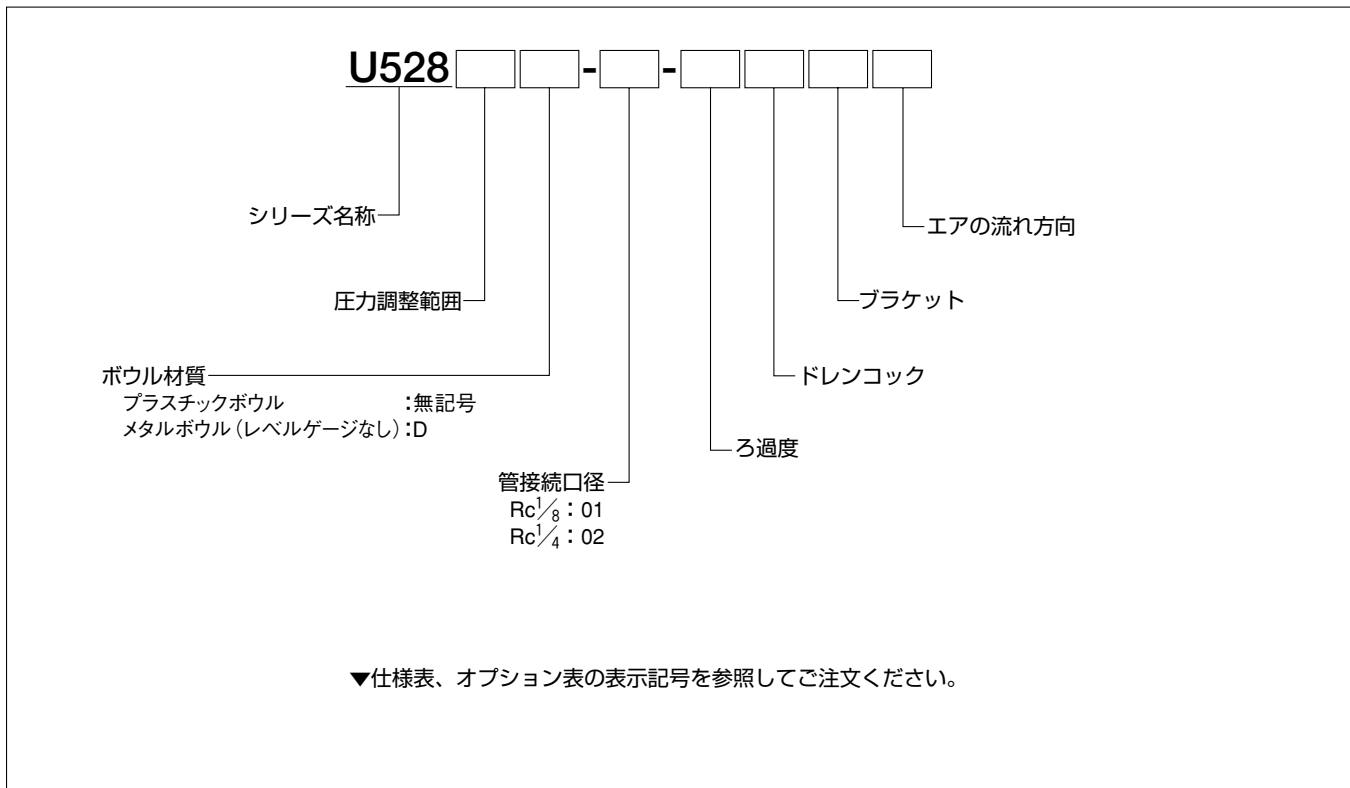 U528 - -
シリーズ名称
エアの流れ方向
圧力調整範囲
ブラケット
ボウル材質
ドレンコック
プラスチックボウル :無記号
メタルボウル(レベルゲージなし):D
ろ過度
管接続口径
Rc1/8:01
Rc1/4:02
▼仕様表、オプション表の表示記号を参照してご注文ください。